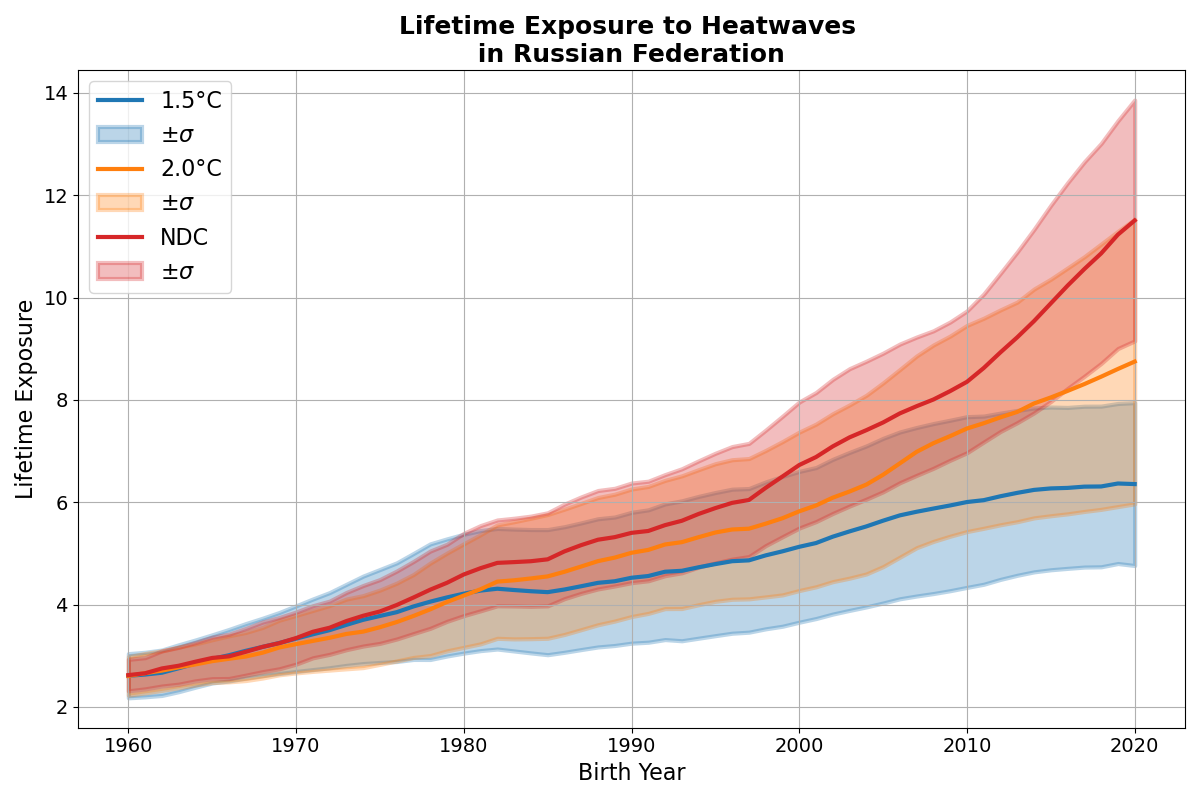 Lifetime Exposure to Heatwaves
in Russian Federation
14
12
10
8
6
4
2
Lifetime Exposure
1.5°C
±σ
2.0°C
±σ
NDC
±σ
1960
1970
1980
1990
2000
2010
2020
Birth Year